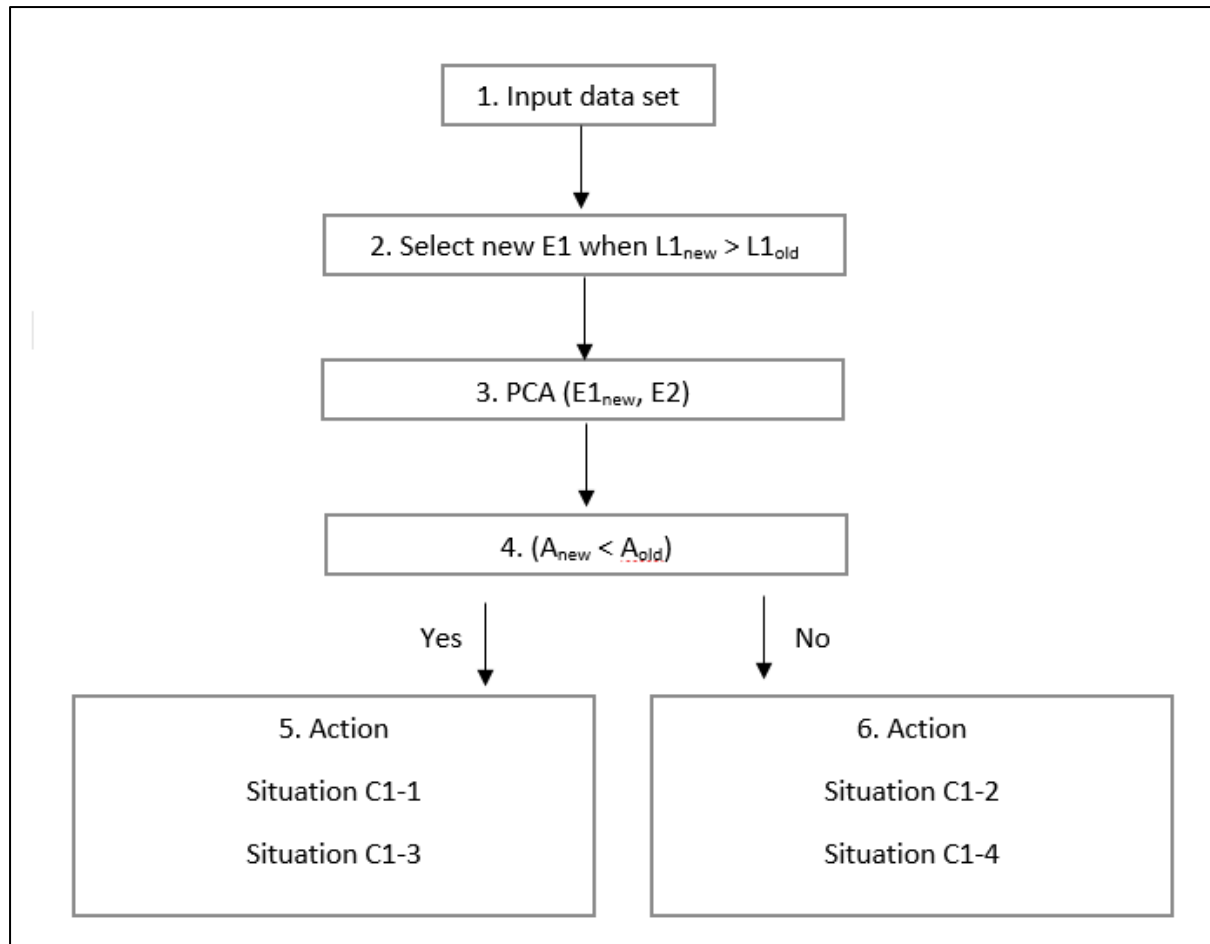 1. Input data set
2. Select new E1 when L1new > L1old
3. PCA (E1new, E2)
4. (Anew < Aold)
Yes
No
5. Action
Situation C1-1
Situation C1-3
6. Action
Situation C1-2
Situation C1-4